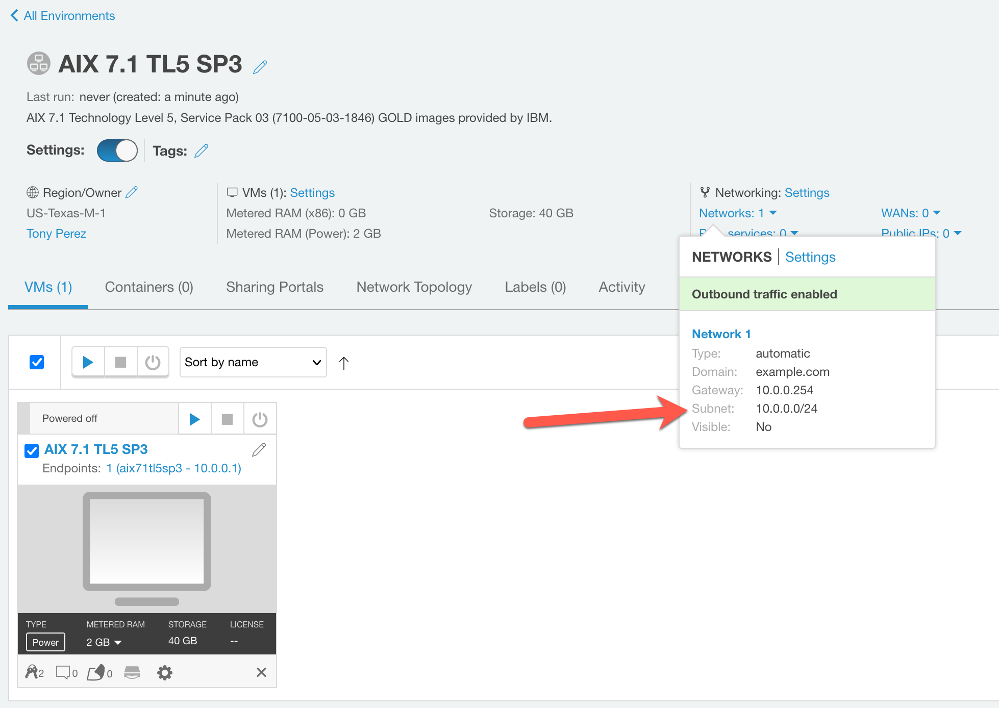 All Environments
AIX 7.1 TL5 SP3
Last run: never (created: a minute ago)
AIX 7.1 Technology Level 5, Service Pack 03 (7100-05-03-1846) GOLD images provided by IBM.
Settings: Tags:
Region/Owner
US-Texas-M-1
Tony Perez
VMs (1): Settings
Metered RAM (x86): 0 GB
Storage: 40 GB
Metered RAM (Power): 2 GB
Networking: Settings
Networks: 1
WANs: 0
services: 0
Public IPs: 0
NETWORKS | Settings
Outbound traffic enabled
Network 1
Type: automatic
Domain: example.com
Gateway: 10.0.0.254
Subnet: 10.0.0.0/24
Visible: No
VMs (1) Containers (0) Sharing Portals Network Topology Labels (0) Activity
Sort by name
Powered off
AIX 7.1 TL5 SP3
Endpoints: 1 (aix71tl5sp3 - 10.0.0.1)
TYPE METERED RAM STORAGE LICENSE
Power 2 GB 40 GB --
2 0 0